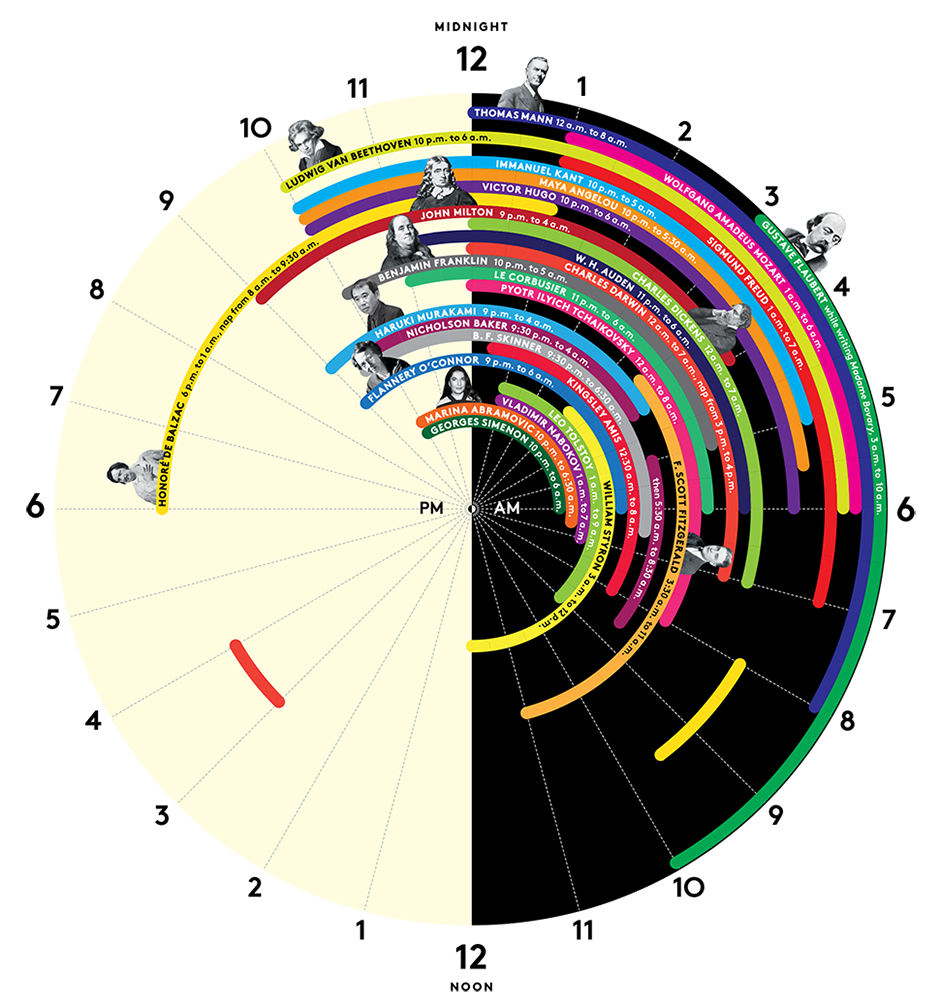 MIDNIGHT
12
1
2
3
4
5
6
7
8
9
10
11
12
NOON
1
2
3
4
5
6
7
8
9
10
11
PM
AM
THOMAS MANN 12 a.m. to 8 a.m.
WOLFGANG AMADEUS MOZART 1 a.m. to 6 a.m.
GUSTAVE FLAUBERT while writing Madame Bovary, 3 a.m. to 10 a.m.
LUDWIG VAN BEETHOVEN 10 p.m. to 6 a.m.
SIGMUND FREUD 1 a.m. to 7 a.m.
IMMANUEL KANT 10 p.m. to 5 a.m.
MAYA ANGELOU 10 p.m. to 5:30 a.m.
VICTOR HUGO 10 p.m. to 6 a.m.
HONORÉ DE BALZAC 6 p.m. to 1 a.m., nap from 8 a.m. to 9:30 a.m.
JOHN MILTON 9 p.m. to 4 a.m.
CHARLES DICKENS 12 a.m. to 7 a.m.
W. H. AUDEN 11 p.m. to 6 a.m.
CHARLES DARWIN 12 a.m. to 7 a.m., nap from 3 p.m. to 4 p.m.
BENJAMIN FRANKLIN 10 p.m. to 5 a.m.
LE CORBUSIER 11 p.m. to 6 a.m.
PYOTR ILYICH TCHAIKOVSKY 12 a.m. to 8 a.m.
F. SCOTT FITZGERALD 3:30 a.m. to 11 a.m.
HARUKI MURAKAMI 9 p.m. to 4 a.m.
NICHOLSON BAKER 9:30 p.m. to 4 a.m.
then 5:30 a.m. to 8:30 a.m.
B. F. SKINNER 9:30 p.m. to 6:30 a.m.
KINGSLEY AMIS 12:30 a.m. to 8 a.m.
FLANNERY O'CONNOR 9 p.m. to 6 a.m.
WILLIAM STYRON 3 a.m. to 12 p.m.
LEO TOLSTOY 1 a.m. to 9 a.m.
VLADIMIR NABOKOV 1 a.m. to 7 a.m.
MARINA ABRAMOVIC 10 p.m. to 6:30 a.m.
GEORGES SIMENON 10 p.m. to 6 a.m.